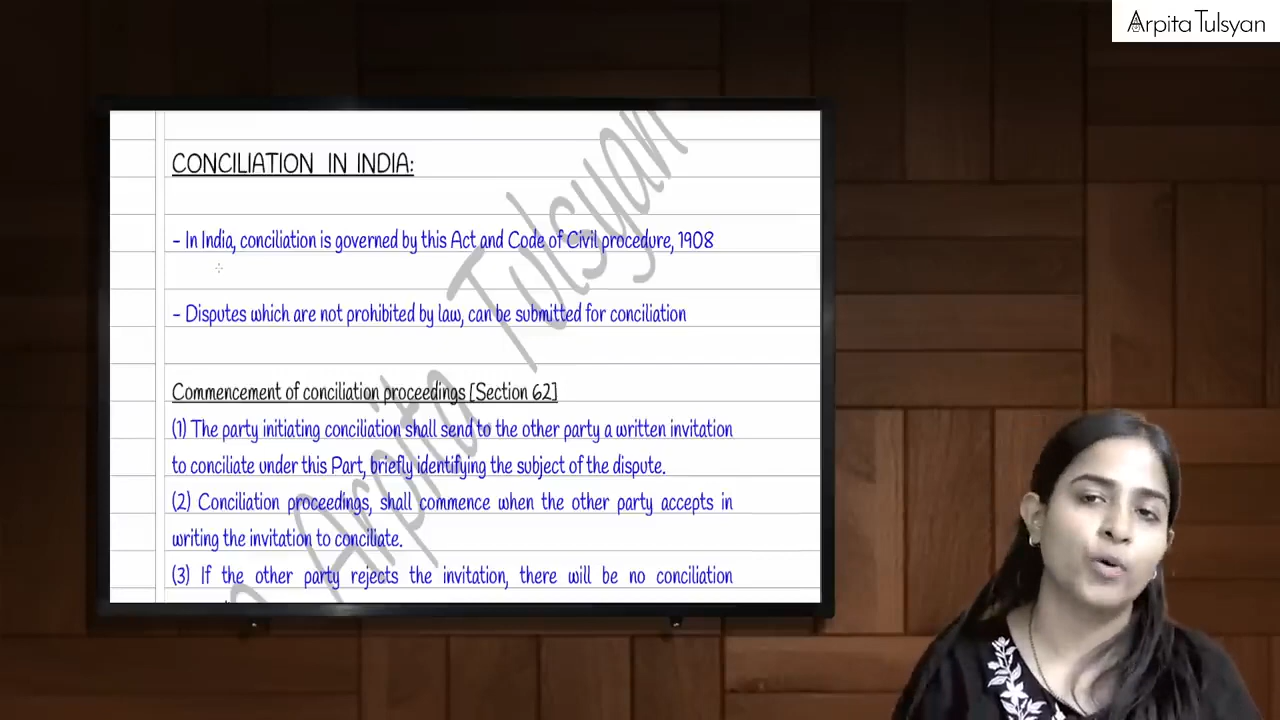 Arpita Tulsyan
CONCILIATION IN INDIA:
- In India, conciliation is governed by this Act and Code of Civil procedure, 1908
- Disputes which are not prohibited by law, can be submitted for conciliation
Commencement of conciliation proceedings [Section 62]
(1) The party initiating conciliation shall send to the other party a written invitation
to conciliate under this Part, briefly identifying the subject of the dispute.
(2) Conciliation proceedings, shall commence when the other party accepts in
writing the invitation to conciliate.
(3) If the other party rejects the invitation, there will be no conciliation
Arpita Tulsyan